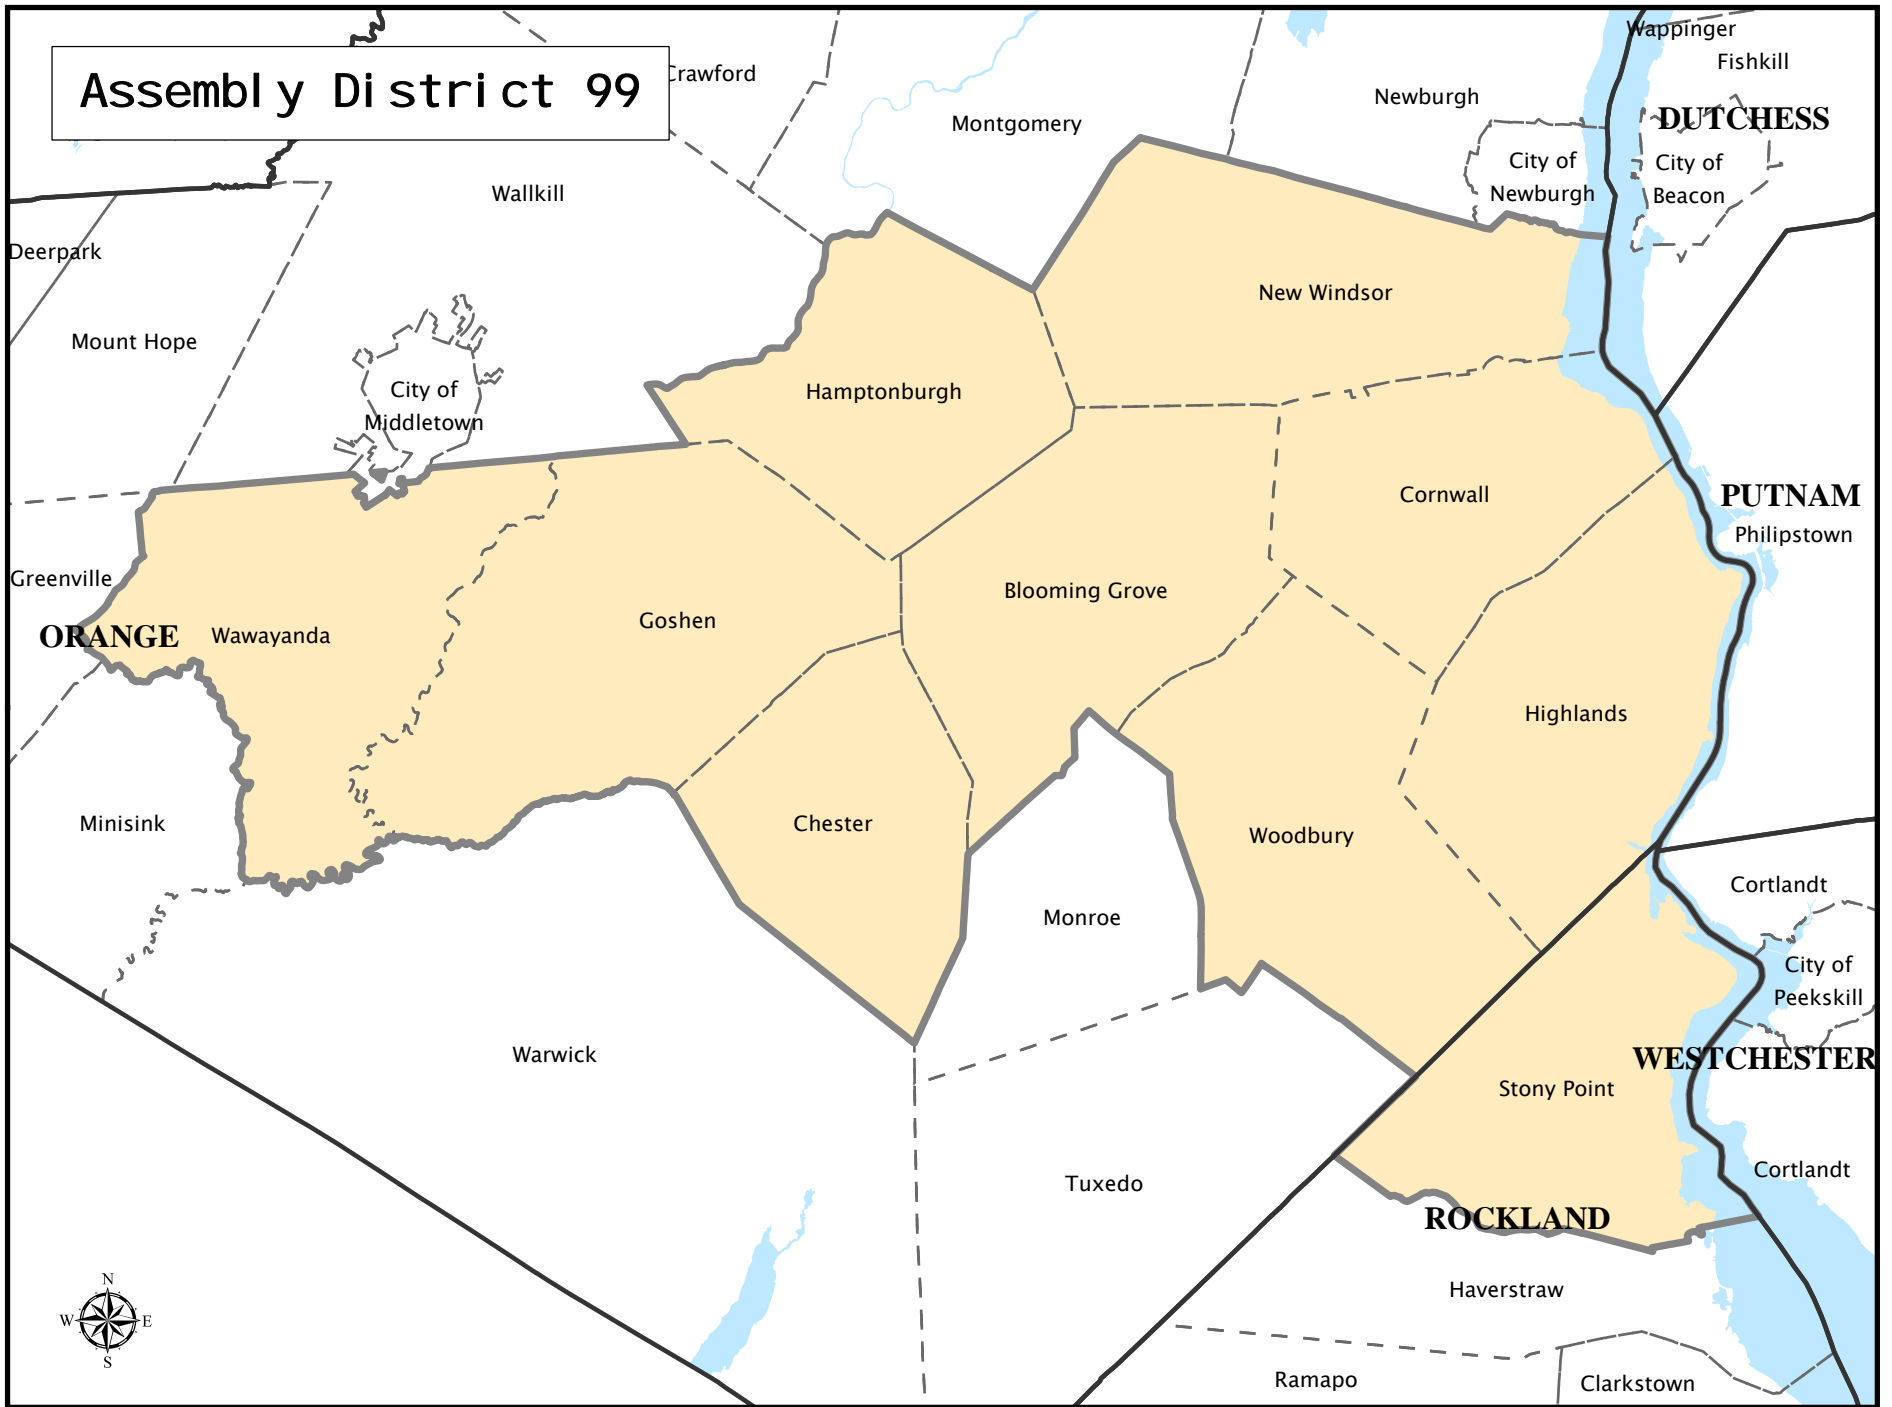 Assembly District 99
Wappinger
Fishkill
Crawford
Newburgh
DUTCHESS
Montgomery
City of
Newburgh
City of
Beacon
Wallkill
Deerpark
New Windsor
Mount Hope
City of
Middletown
Hamptonburgh
Cornwall
PUTNAM
Philipstown
Greenville
Blooming Grove
Goshen
ORANGE
Wawayanda
Highlands
Minisink
Chester
Woodbury
Cortlandt
Monroe
City of
Peekskill
Warwick
WESTCHESTER
Stony Point
Cortlandt
Tuxedo
ROCKLAND
Haverstraw
N
W
E
S
Ramapo
Clarkstown